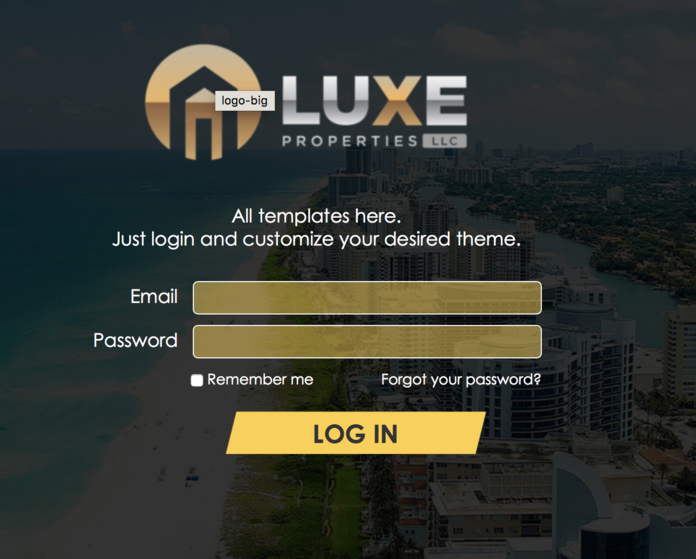 logo-big
LUXE
PROPERTIES LLC
All templates here.
Just login and customize your desired theme.
Email
Password
Remember me Forgot your password?
LOG IN